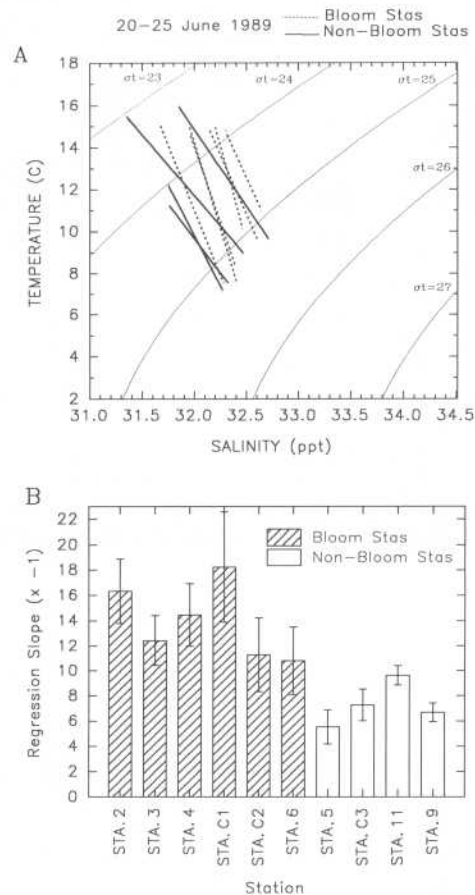 20-25 June 1989
Bloom Stas
Non-Bloom Stas
A
18
16
14
12
10
8
6
4
2
TEMPERATURE (C)
σt=23
σt=24
σt=25
σt=26
σt=27
31.0 31.5 32.0 32.5 33.0 33.5 34.0 34.5
SALINITY (ppt)
B
22
20
18
16
14
12
10
8
6
4
2
0
Regression Slope (x -1)
Bloom Stas
Non-Bloom Stas
STA. 2
STA. 3
STA. 4
STA. C1
STA. C2
STA. 6
STA. 5
STA. C3
STA. 11
STA. 9
Station